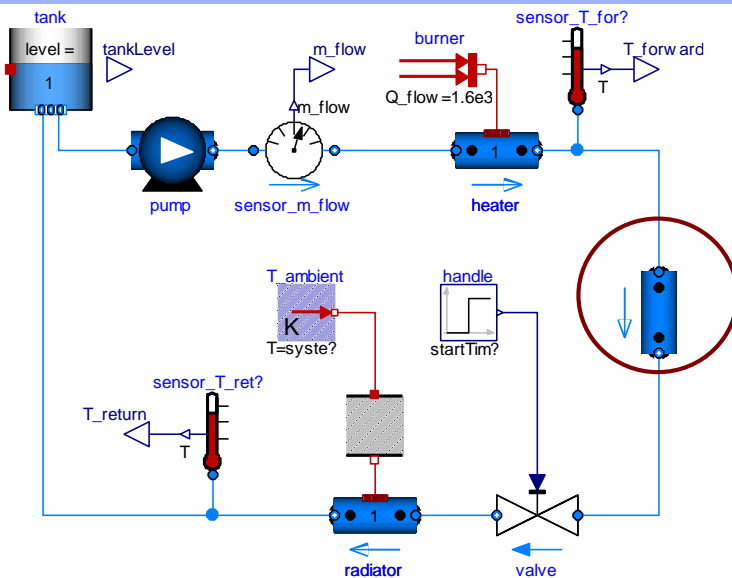 tank
level =
1
tankLevel
m_flow
m_flow
burner
Q_flow=1.6e3
sensor_T_for?
T_forward
T
pump
sensor_m_flow
1
heater
T_ambient
K
T=syste?
handle
startTim?
sensor_T_ret?
T_return
T
1
radiator
valve